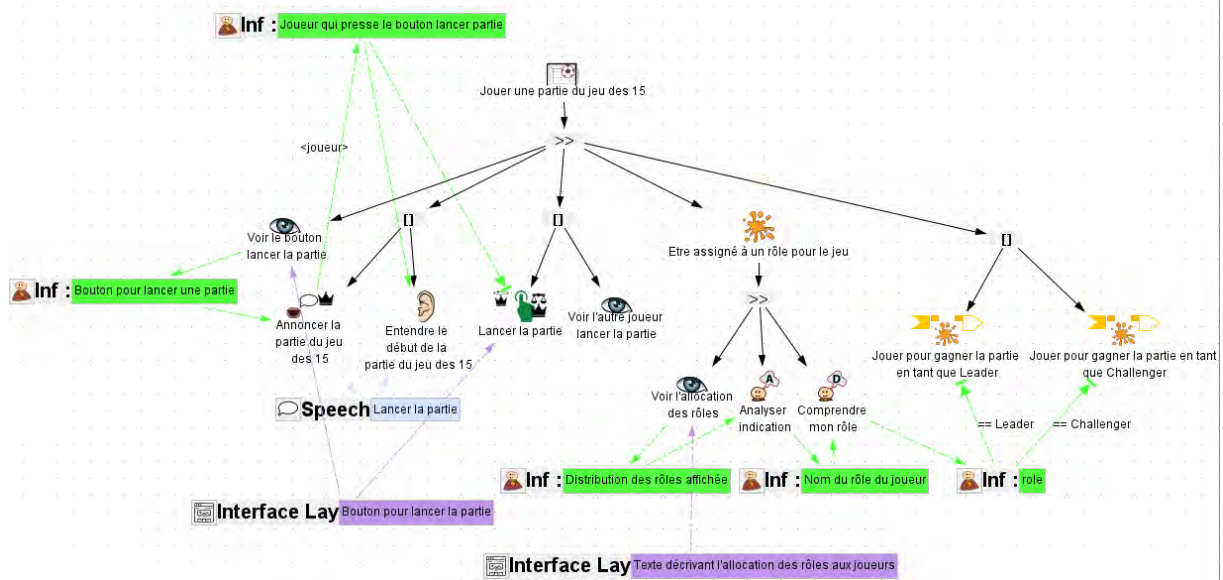 Inf : Joueur qui presse le bouton lancer partie
Jouer une partie du jeu des 15
>>
<joueur>
[]
[]
Voir le bouton
lancer la partie
Etre assigné à un rôle pour le jeu
[]
Inf : Bouton pour lancer une partie
Annoncer la
partie du jeu
des 15
Entendre le
début de la
partie du jeu des 15
Lancer la partie
Voir l'autre joueur
lancer la partie
>>
Jouer pour gagner la partie
en tant que Leader
Jouer pour gagner la partie en tant
que Challenger
A
D
Voir l'allocation
des rôles
Analyser
indication
Comprendre
mon rôle
Speech Lancer la partie
== Leader
== Challenger
Inf : Distribution des rôles affichée
Inf : Nom du rôle du joueur
Inf : role
Interface Lay Bouton pour lancer la partie
Interface Lay Texte décrivant l'allocation des rôles aux joueurs